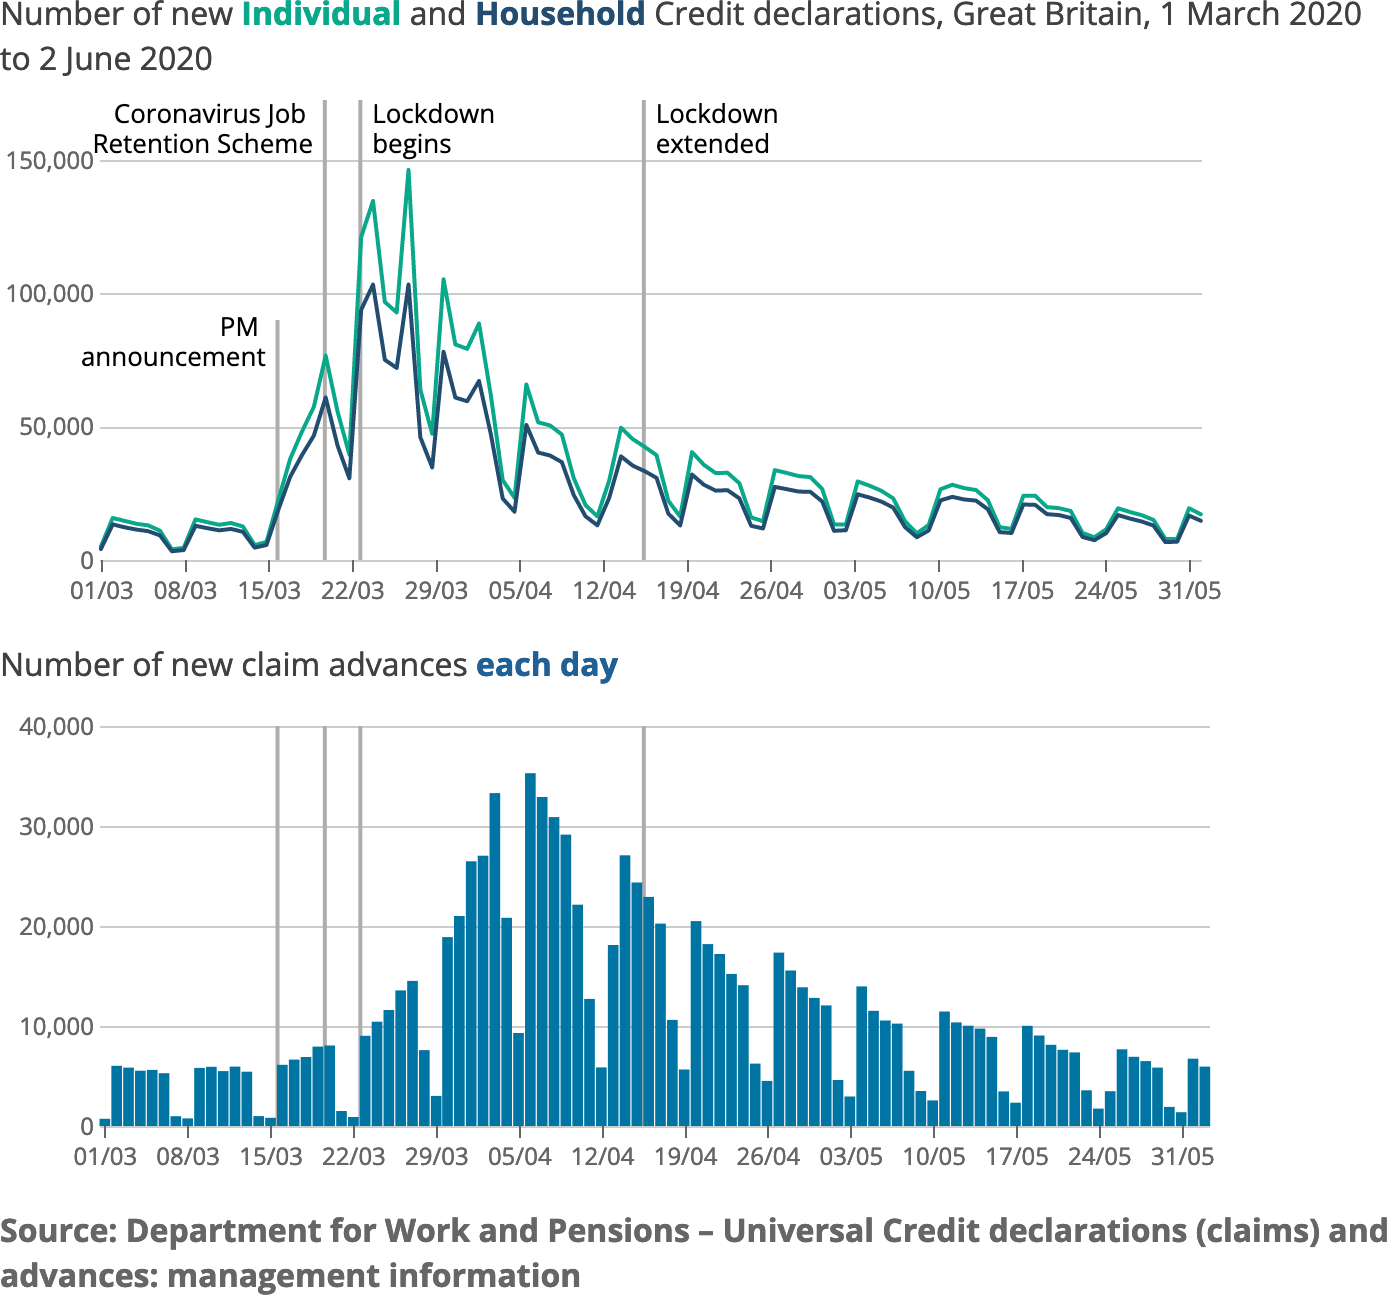 Number of new Individual and Household Credit declarations, Great Britain, 1 March 2020
to 2 June 2020
Coronavirus Job
Retention Scheme
Lockdown
begins
Lockdown
extended
PM
announcement
150,000
100,000
50,000
0
01/03 08/03 15/03 22/03 29/03 05/04 12/04 19/04 26/04 03/05 10/05 17/05 24/05 31/05
Number of new claim advances each day
40,000
30,000
20,000
10,000
0
01/03 08/03 15/03 22/03 29/03 05/04 12/04 19/04 26/04 03/05 10/05 17/05 24/05 31/05
Source: Department for Work and Pensions – Universal Credit declarations (claims) and
advances: management information